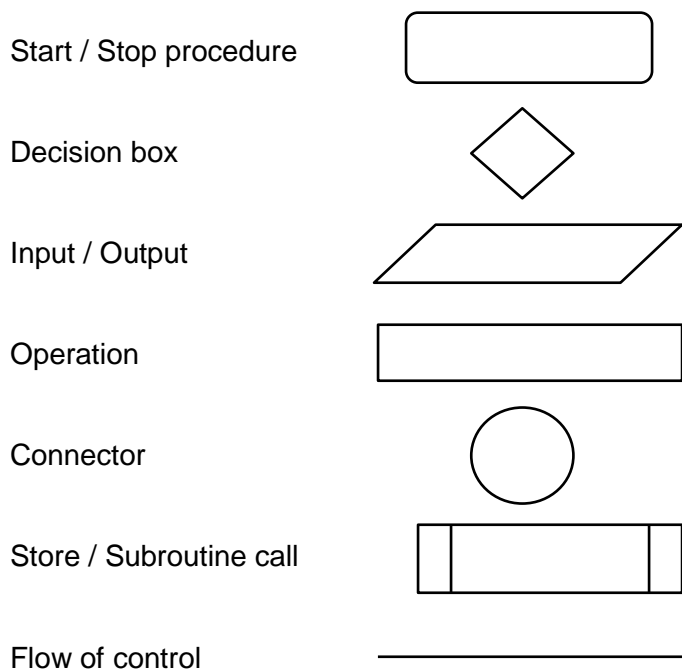 Start / Stop procedure
Decision box
Input / Output
Operation
Connector
Store / Subroutine call
Flow of control